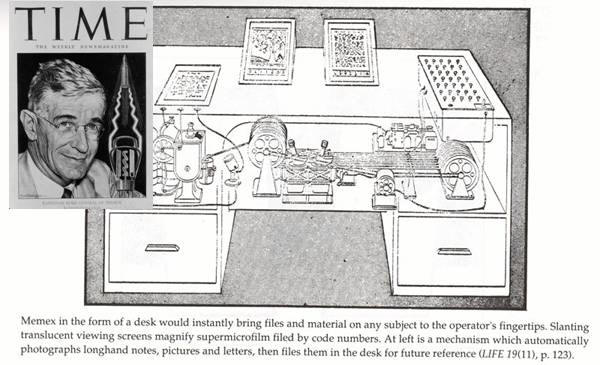 TIME
THE WEEKLY NEWSMAGAZINE
Memex in the form of a desk would instantly bring files and material on any subject to the operator's fingertips. Slanting
translucent viewing screens magnify supermicrofilm filed by code numbers. At left is a mechanism which automatically
photographs longhand notes, pictures and letters, then files them in the desk for future reference (LIFE 19(11), p. 123).